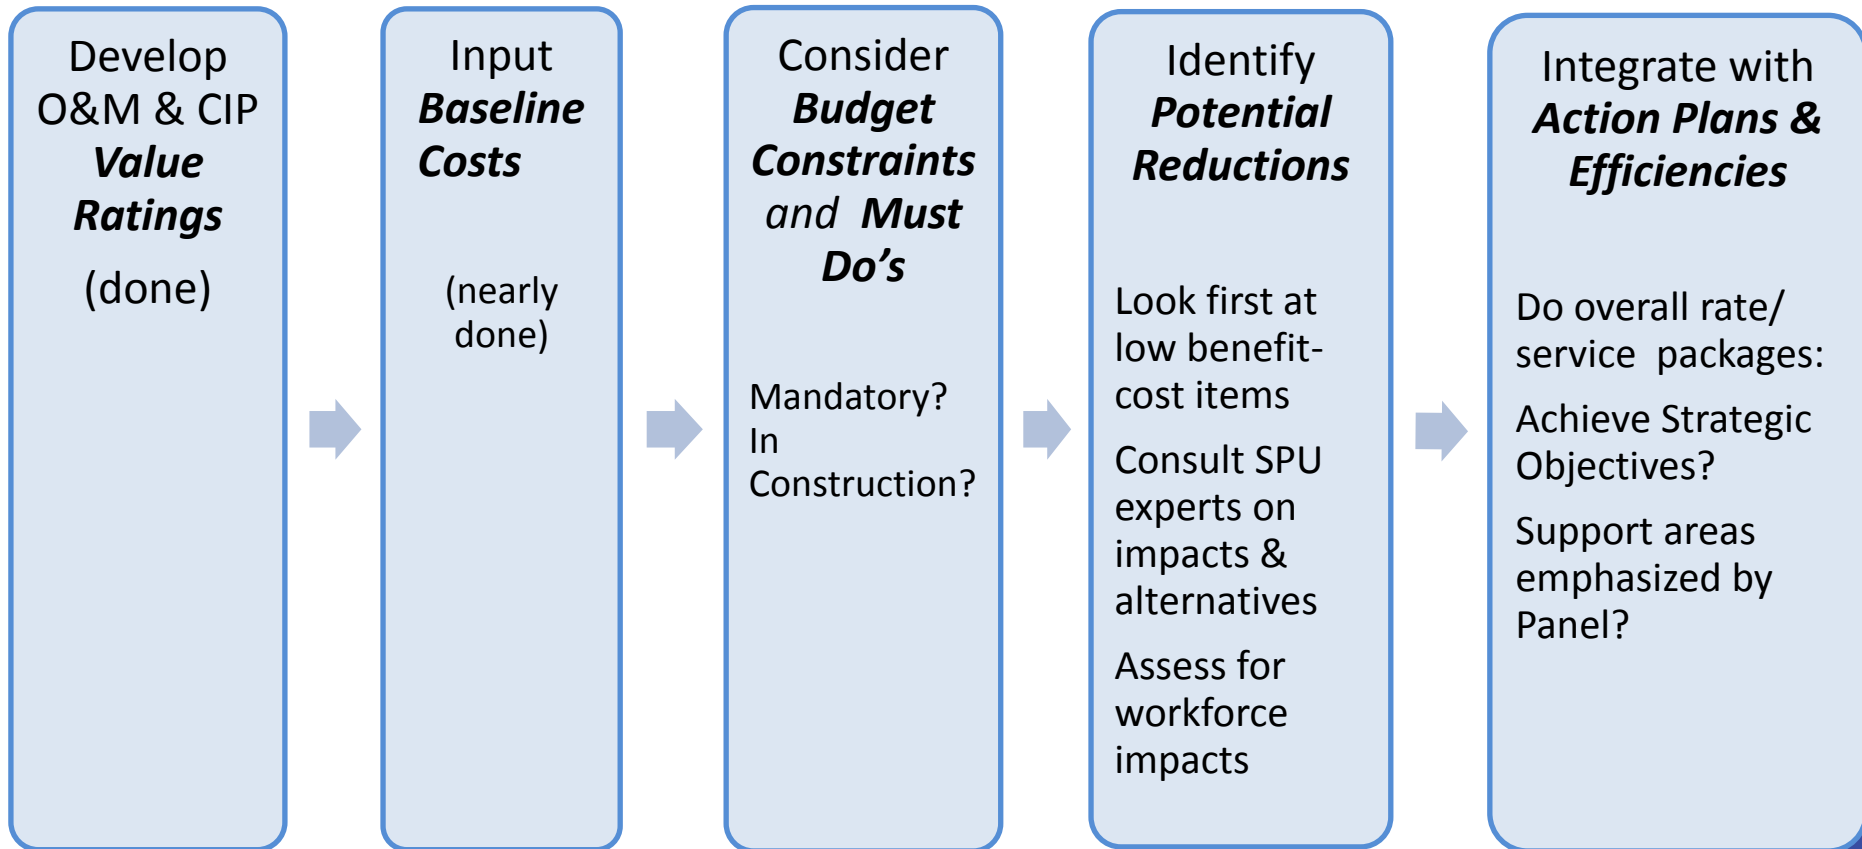 Develop
O&M & CIP
Value
Ratings
(done)
Input
Baseline
Costs
(nearly
done)
Consider
Budget
Constraints
and Must
Do’s
Mandatory?
In
Construction?
Identify
Potential
Reductions
Look first at
low benefit-
cost items
Consult SPU
experts on
impacts &
alternatives
Assess for
workforce
impacts
Integrate with
Action Plans &
Efficiencies
Do overall rate/
service packages:
Achieve Strategic
Objectives?
Support areas
emphasized by
Panel?